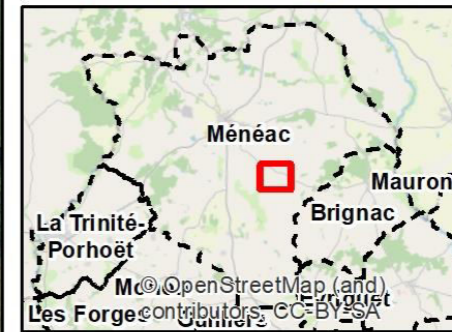 Ménéac
Mauron
La Trinité-
Porhoët
Brignac
© OpenStreetMap (and)
Les Forges
contributors, CC-BY-SA